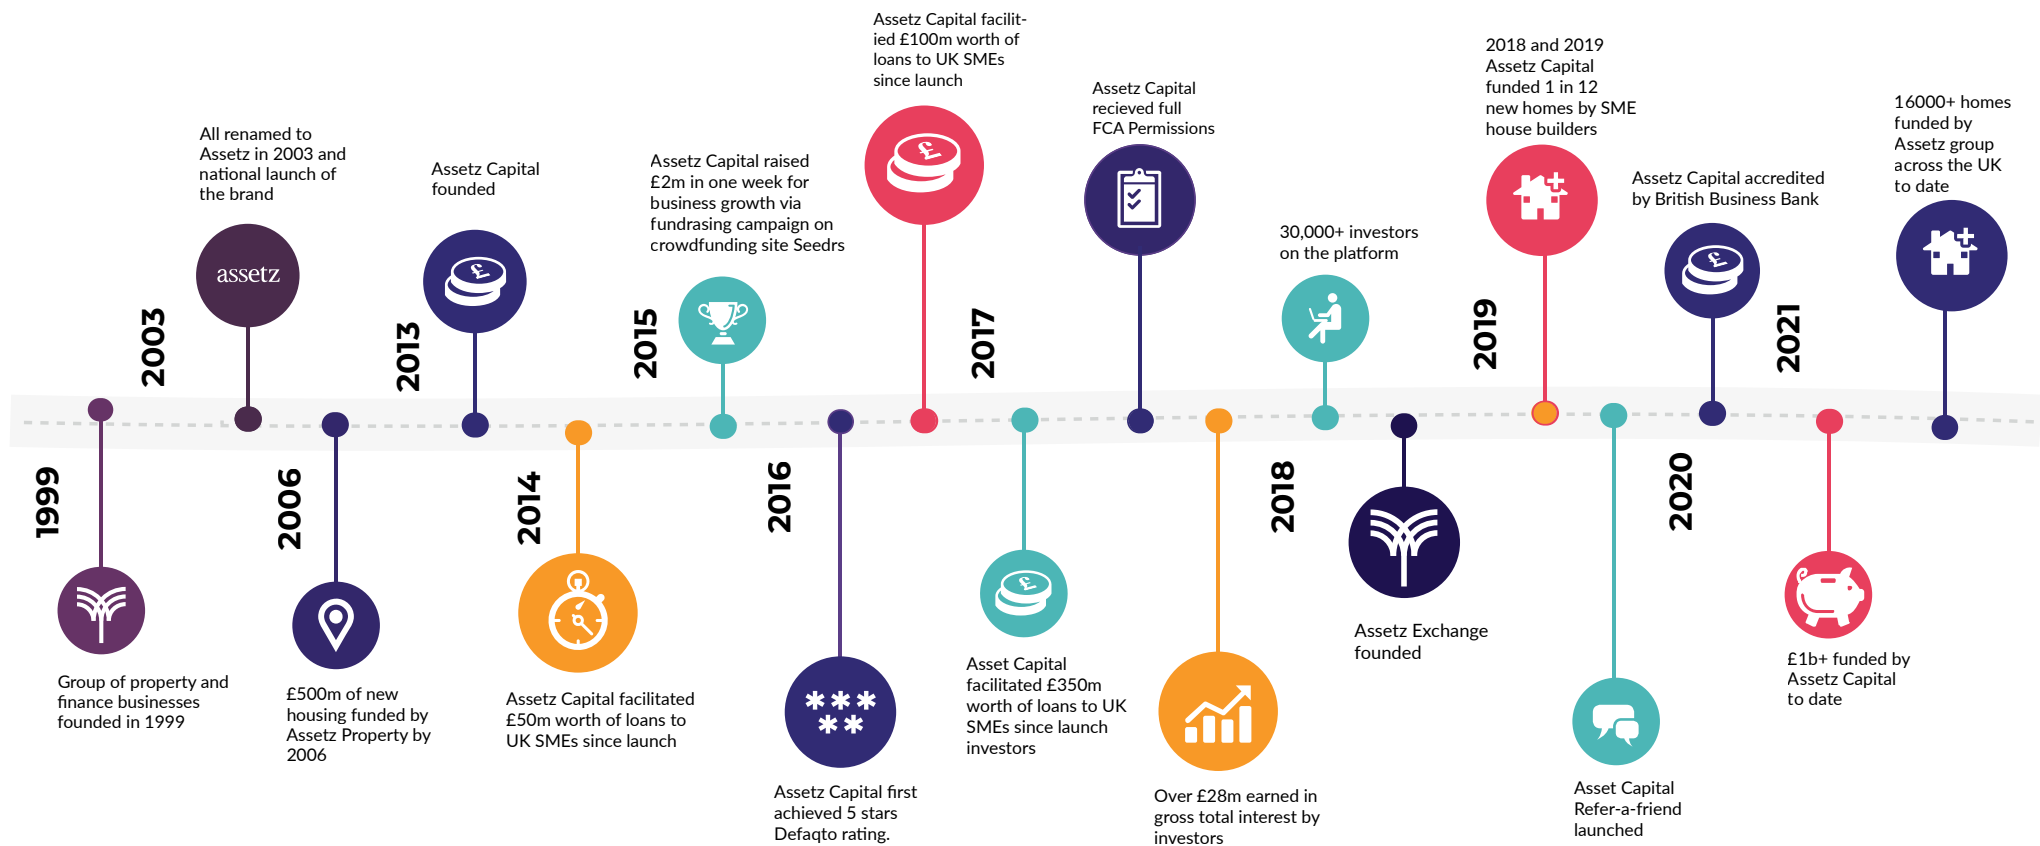 1999
Group of property and
finance businesses
founded in 1999
2003
All renamed to
Assetz in 2003 and
national launch of
the brand
assetz
2006
£500m of new
housing funded by
Assetz Property by
2006
2013
Assetz Capital
founded
£
2014
Assetz Capital facilitated
£50m worth of loans to
UK SMEs since launch
2015
Assetz Capital raised
£2m in one week for
business growth via
fundrasing campaign on
crowdfunding site Seedrs
2016
Assetz Capital first
achieved 5 stars
Defaqto rating.
Assetz Capital facilit-
ied £100m worth of
loans to UK SMEs
since launch
£
2017
Asset Capital
facilitated £350m
worth of loans to UK
SMEs since launch
investors
£
Assetz Capital
recieved full
FCA Permissions
Over £28m earned in
gross total interest by
investors
2018
30,000+ investors
on the platform
Assetz Exchange
founded
2019
2018 and 2019
Assetz Capital
funded 1 in 12
new homes by SME
house builders
Asset Capital
Refer-a-friend
launched
2020
Assetz Capital accredited
by British Business Bank
£
2021
£1b+ funded by
Assetz Capital
to date
16000+ homes
funded by
Assetz group
across the UK
to date